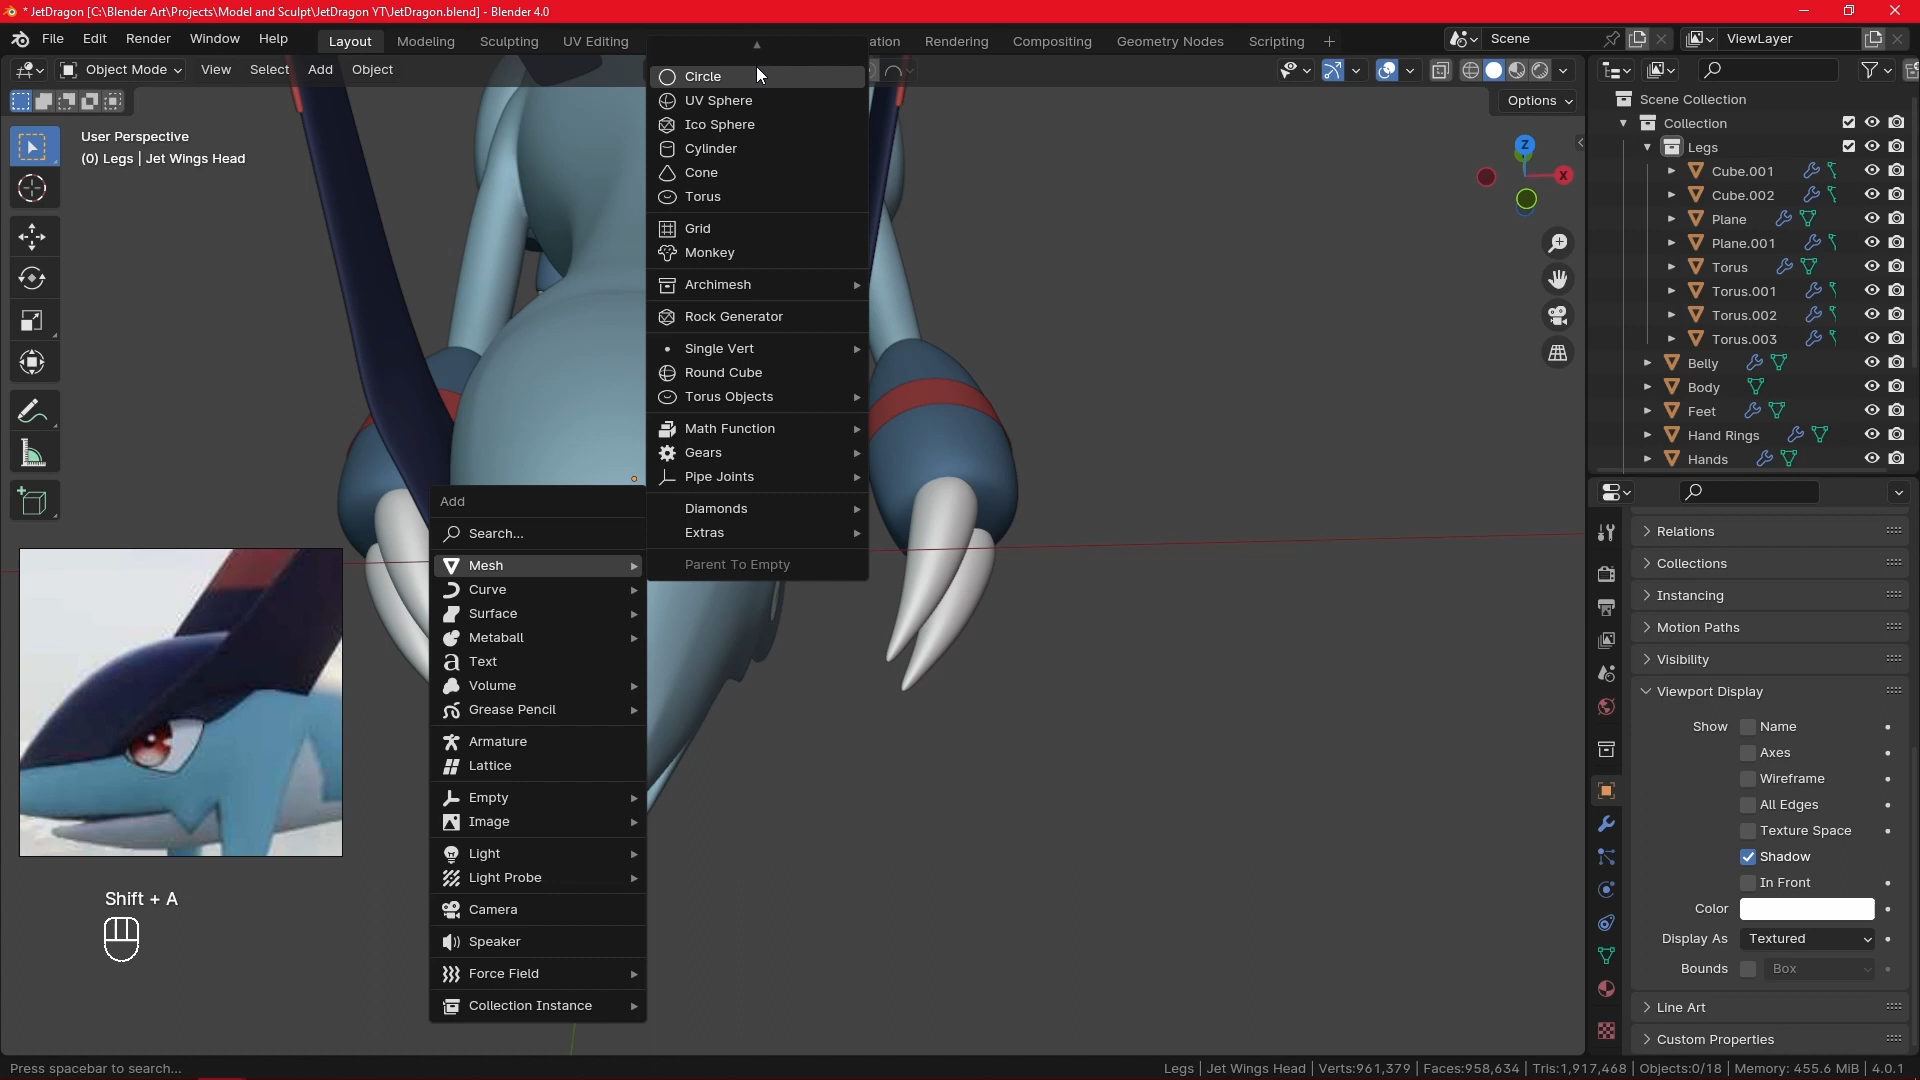 * JetDragon [C:\Blender Art\Projects\Model and Sculpt\JetDragon YT\JetDragon.blend] - Blender 4.0
File Edit Render Window Help Layout Modeling Sculpting UV Editing ation Rendering Compositing Geometry Nodes Scripting + Scene ViewLayer
Object Mode View Select Add Object
Options
User Perspective
(0) Legs | Jet Wings Head
Circle
UV Sphere
Ico Sphere
Cylinder
Cone
Torus
Grid
Monkey
Archimesh
Rock Generator
Single Vert
Round Cube
Torus Objects
Math Function
Gears
Pipe Joints
Diamonds
Extras
Parent To Empty
Add
Search...
Mesh
Curve
Surface
Metaball
Text
Volume
Grease Pencil
Armature
Lattice
Empty
Image
Light
Light Probe
Camera
Speaker
Force Field
Collection Instance
Z
X
Scene Collection
Collection
Legs
Cube.001
Cube.002
Plane
Plane.001
Torus
Torus.001
Torus.002
Torus.003
Belly
Body
Feet
Hand Rings
Hands
Relations
Collections
Instancing
Motion Paths
Visibility
Viewport Display
Show Name
Axes
Wireframe
All Edges
Texture Space
Shadow
In Front
Color
Display As Textured
Bounds Box
Line Art
Custom Properties
Shift + A
Press spacebar to search...
Legs | Jet Wings Head | Verts:961,379 | Faces:958,634 | Tris:1,917,468 | Objects:0/18 | Memory: 455.6 MiB | 4.0.1